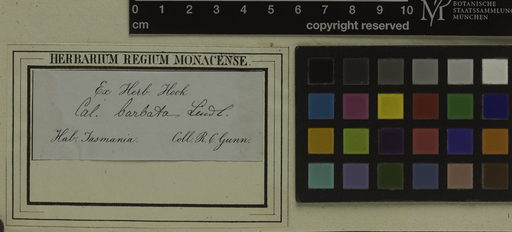 0 1 2 3 4 5 6 7 8 9 10
cm
copyright reserved
BOTANISCHE
STAATSSAMMLUNG
MÜNCHEN
HERBARIUM REGIUM MONACENSE.
Ex Herb. Hook
Cal. barbata Lindl.
Hab. Tasmania. Coll. R. C. Gunn.